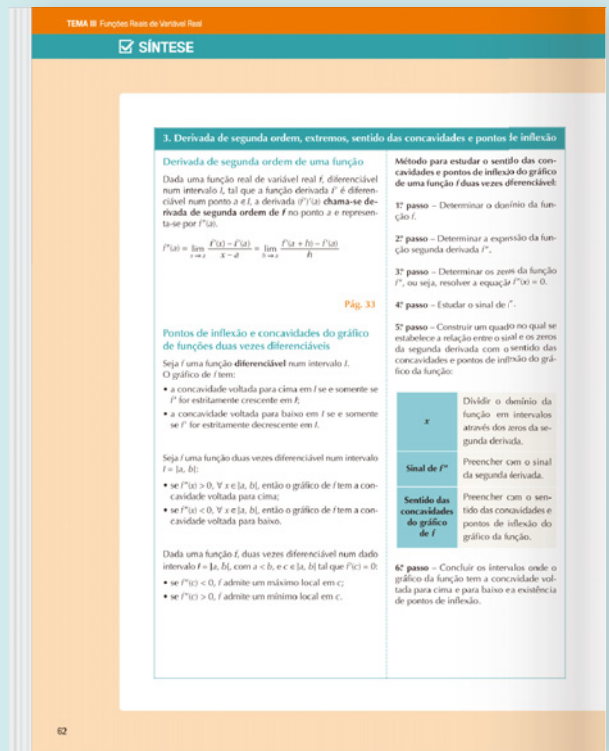 TEMA III Funções Reais de Variável Real
SÍNTESE
3. Derivada de segunda ordem, extremos, sentido das concavidades e pontos de inflexão
Derivada de segunda ordem de uma função
Dada uma função real de variável real f, diferenciável
num intervalo I, tal que a função derivada f' é diferen-
ciável num ponto a ∈ I, a derivada (f')'(a) chama-se de-
rivada de segunda ordem de f no ponto a e represen-
ta-se por f''(a).
f''(a) = lim x→a (f'(x) − f'(a))/(x − a) = lim h→0 (f'(a + h) − f'(a))/h
Pág. 33
Pontos de inflexão e concavidades do gráfico
de funções duas vezes diferenciáveis
Seja f uma função diferenciável num intervalo I.
O gráfico de f tem:
• a concavidade voltada para cima em I se e somente se
f' for estritamente crescente em I;
• a concavidade voltada para baixo em I se e somente
se f' for estritamente decrescente em I.
Seja f uma função duas vezes diferenciável num intervalo
I = ]a, b[:
• se f''(x) > 0, ∀ x ∈ ]a, b[, então o gráfico de f tem a con-
cavidade voltada para cima;
• se f''(x) < 0, ∀ x ∈ ]a, b[, então o gráfico de f tem a con-
cavidade voltada para baixo.
Dada uma função f, duas vezes diferenciável num dado
intervalo I = ]a, b[, com a < b, e c ∈ ]a, b[ tal que f'(c) = 0:
• se f''(c) < 0, f admite um máximo local em c;
• se f''(c) > 0, f admite um mínimo local em c.
Método para estudar o sentido das con-
cavidades e pontos de inflexão do gráfico
de uma função f duas vezes diferenciável:
1.º passo – Determinar o domínio da fun-
ção f.
2.º passo – Determinar a expressão da fun-
ção segunda derivada f''.
3.º passo – Determinar os zeros da função
f'', ou seja, resolver a equação f''(x) = 0.
4.º passo – Estudar o sinal de f''.
5.º passo – Construir um quadro no qual se
estabelece a relação entre o sinal e os zeros
da segunda derivada com o sentido das
concavidades e pontos de inflexão do grá-
fico da função:
x
Dividir o domínio da
função em intervalos
através dos zeros da se-
gunda derivada.
Sinal de f''
Preencher com o sinal
da segunda derivada.
Sentido das
concavidades
do gráfico
de f
Preencher com o sen-
tido das concavidades e
pontos de inflexão do
gráfico da função.
6.º passo – Concluir os intervalos onde o
gráfico da função tem a concavidade vol-
tada para cima e para baixo e a existência
de pontos de inflexão.
62